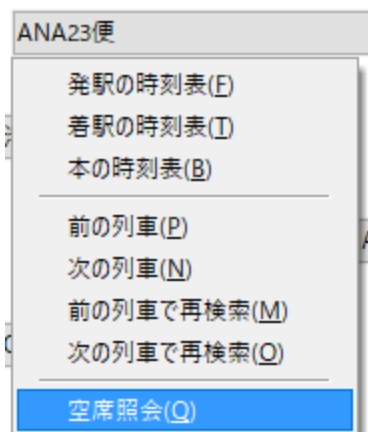 ANA23便
発駅の時刻表(F)
着駅の時刻表(T)
本の時刻表(B)
前の列車(P)
次の列車(N)
前の列車で再検索(M)
次の列車で再検索(O)
空席照会(Q)